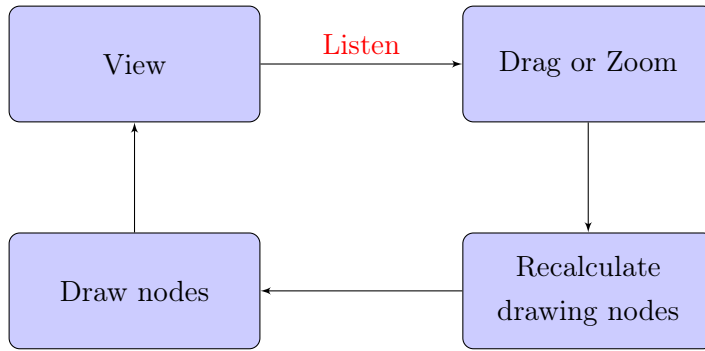 View
Listen
Drag or Zoom
Draw nodes
Recalculate
drawing nodes